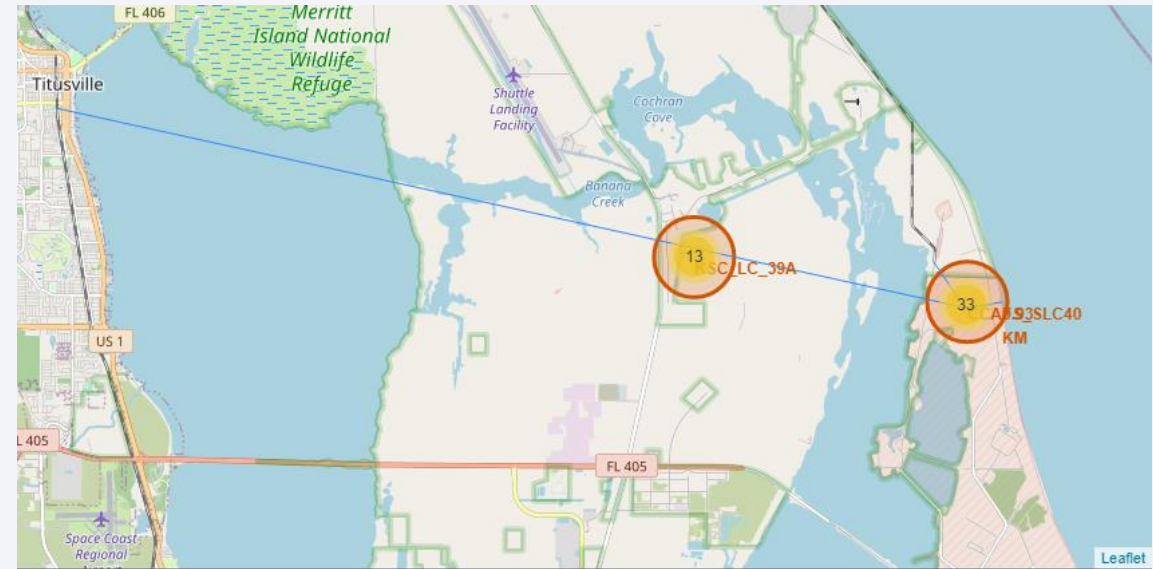 FL 406
Merritt
Island National
Wildlife
Refuge
Titusville
Shuttle
Landing
Facility
Cochran
Cove
Banana
Creek
13
KSC_LC_39A
33
KM
US 1
L 405
FL 405
Space Coast
Regional
Leaflet